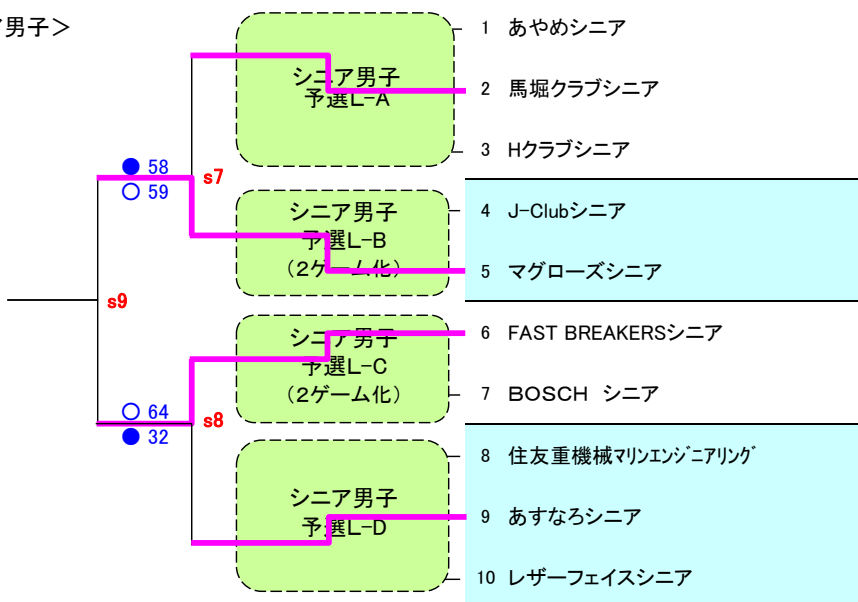 ア男子＞
シニア男子
予選L-A
1 あやめシニア
2 馬堀クラブシニア
3 Hクラブシニア
● 58
○ 59
s7
シニア男子
予選L-B
（２ゲーム化）
4 J-Clubシニア
5 マグローズシニア
s9
シニア男子
予選L-C
（２ゲーム化）
6 FAST BREAKERSシニア
7 ＢＯＳＣＨ　シニア
○ 64
● 32
s8
シニア男子
予選L-D
8 住友重機械ﾏﾘﾝｴﾝｼﾞﾆｱﾘﾝｸﾞ
9 あすなろシニア
10 レザーフェイスシニア